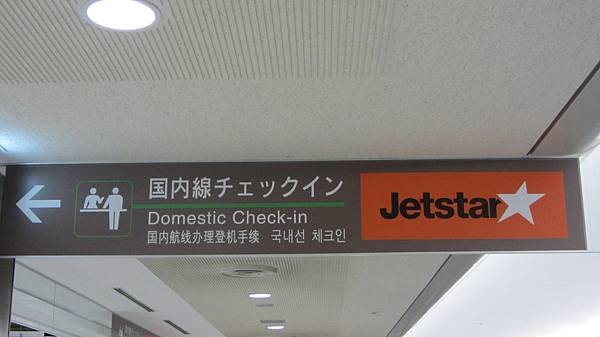 国内線チェックイン
Domestic Check-in
国内航线办理登机手续 국내선 체크인
Jetstar